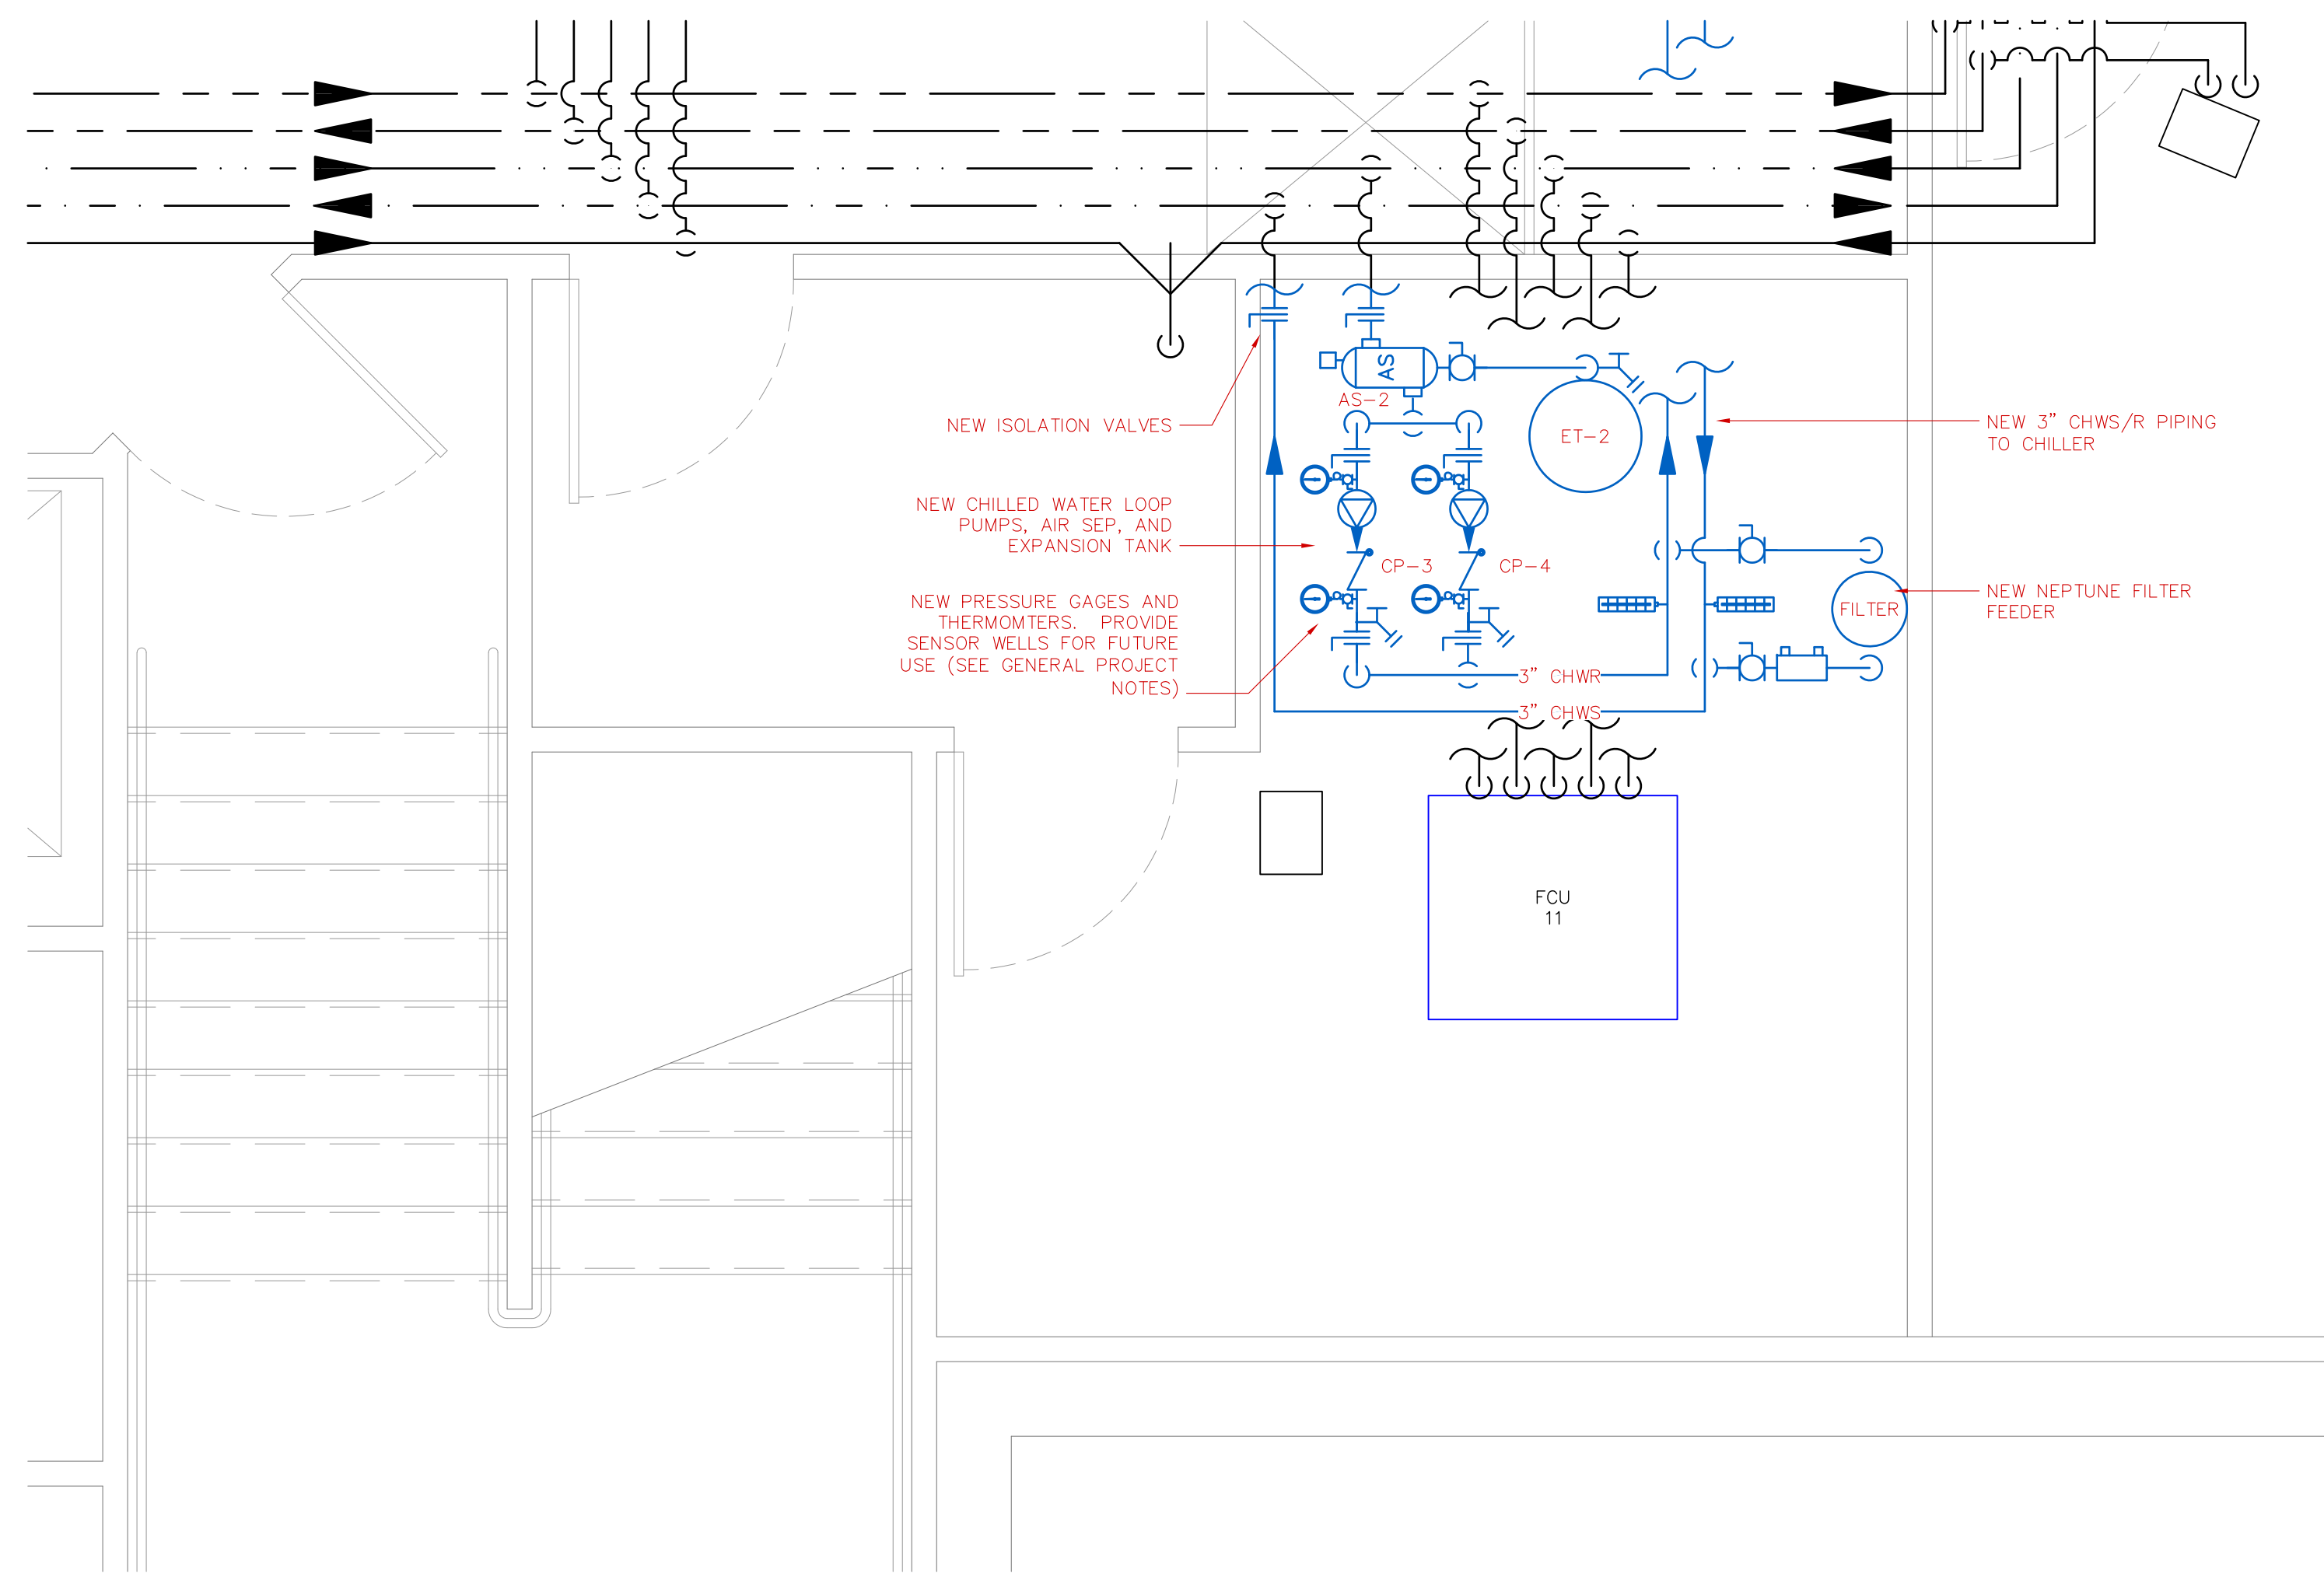 AS
AS-2
NEW ISOLATION VALVES
ET-2
NEW 3" CHWS/R PIPING
TO CHILLER
NEW CHILLED WATER LOOP
PUMPS, AIR SEP, AND
EXPANSION TANK
CP-3
CP-4
NEW PRESSURE GAGES AND
THERMOMTERS. PROVIDE
SENSOR WELLS FOR FUTURE
USE (SEE GENERAL PROJECT
NOTES)
NEW NEPTUNE FILTER
FEEDER
FILTER
3" CHWR
3" CHWS
FCU
11